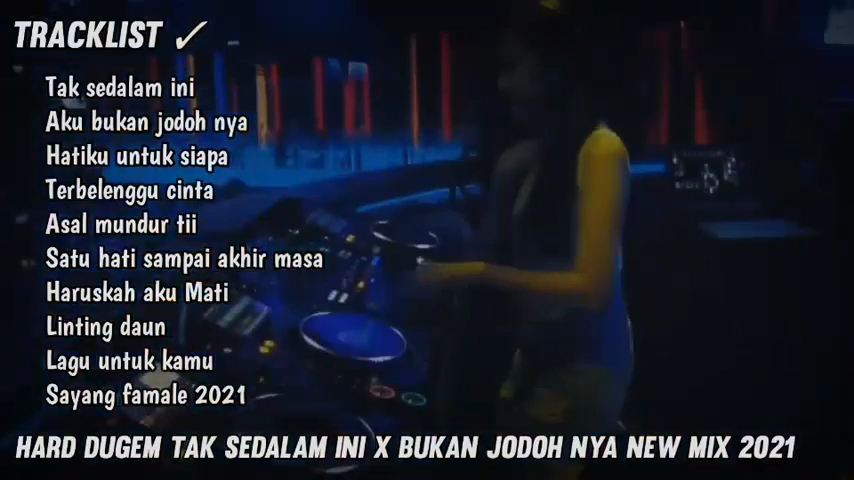 TRACKLIST ✓
Tak sedalam ini
Aku bukan jodoh nya
Hatiku untuk siapa
Terbelenggu cinta
Asal mundur tii
Satu hati sampai akhir masa
Haruskah aku Mati
Linting daun
Lagu untuk kamu
Sayang famale 2021
HARD DUGEM TAK SEDALAM INI X BUKAN JODOH NYA NEW MIX 2021